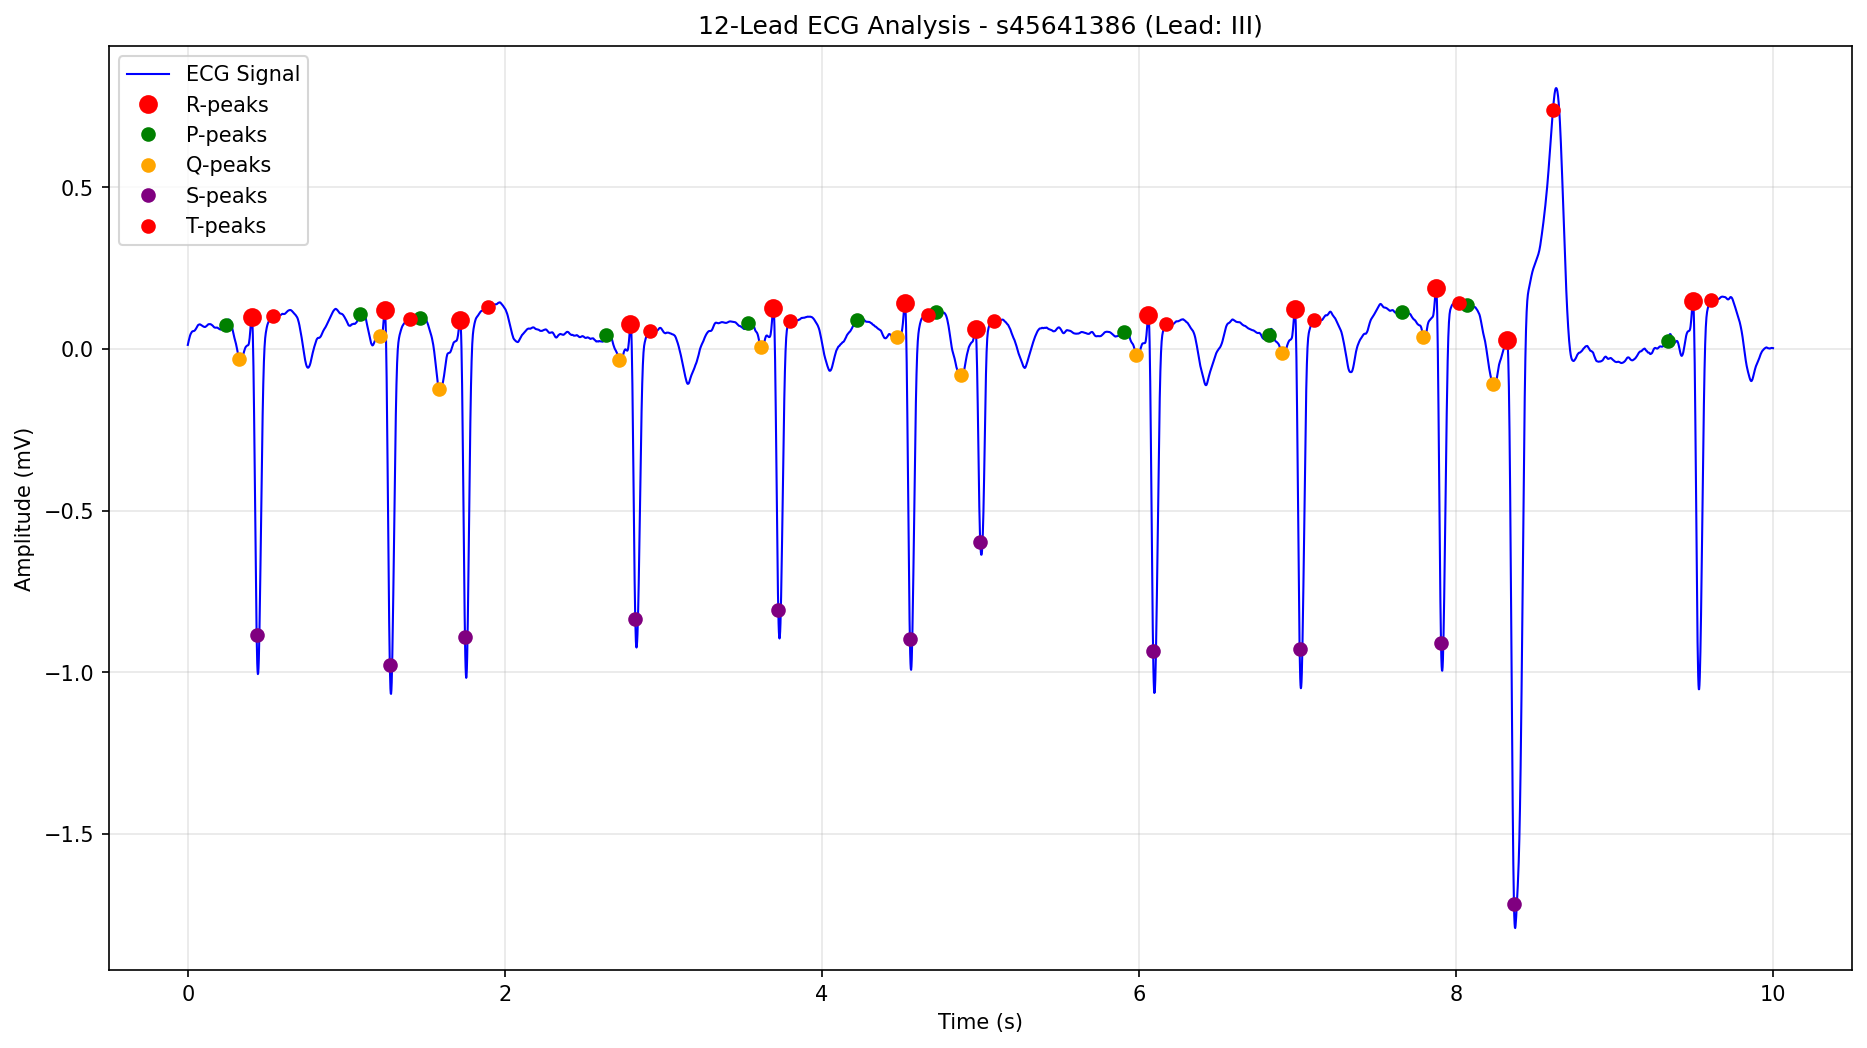 12-Lead ECG Analysis - s45641386 (Lead: III)
ECG Signal
R-peaks
P-peaks
Q-peaks
S-peaks
T-peaks
Amplitude (mV)
0.5
0.0
−0.5
−1.0
−1.5
0
2
4
6
8
10
Time (s)